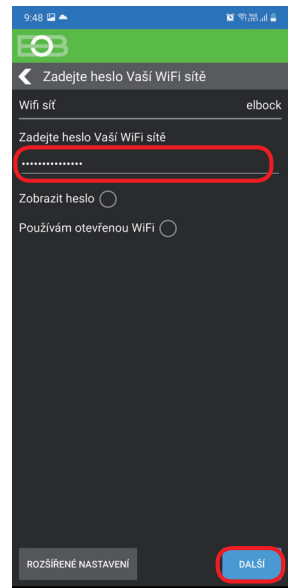 9:48
EOB
Zadejte heslo Vaší WiFi sítě
Wifi síť elbock
Zadejte heslo Vaší WiFi sítě
•••••••••••••••
Zobrazit heslo
Používám otevřenou WiFi
ROZŠÍŘENÉ NASTAVENÍ DALŠÍ